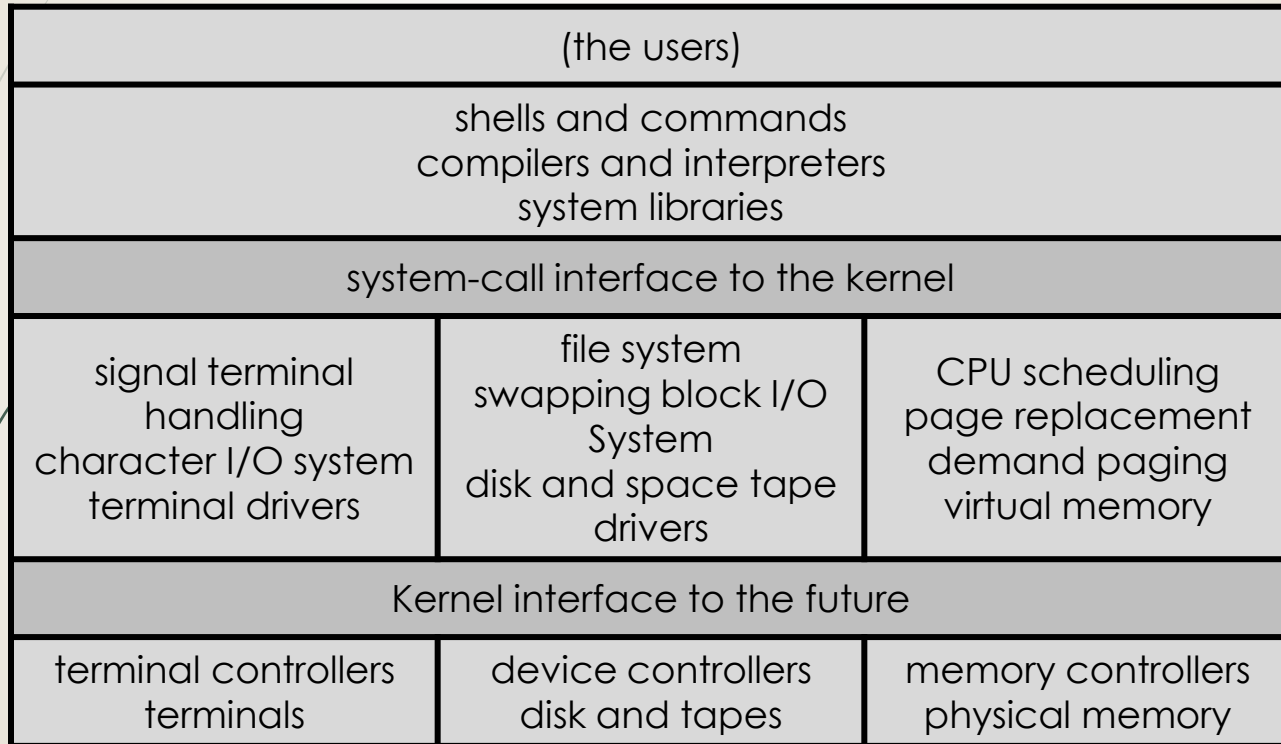 (the users)
shells and commands
compilers and interpreters
system libraries
system-call interface to the kernel
signal terminal
handling
character I/O system
terminal drivers
file system
swapping block I/O
System
disk and space tape
drivers
CPU scheduling
page replacement
demand paging
virtual memory
Kernel interface to the future
terminal controllers
terminals
device controllers
disk and tapes
memory controllers
physical memory